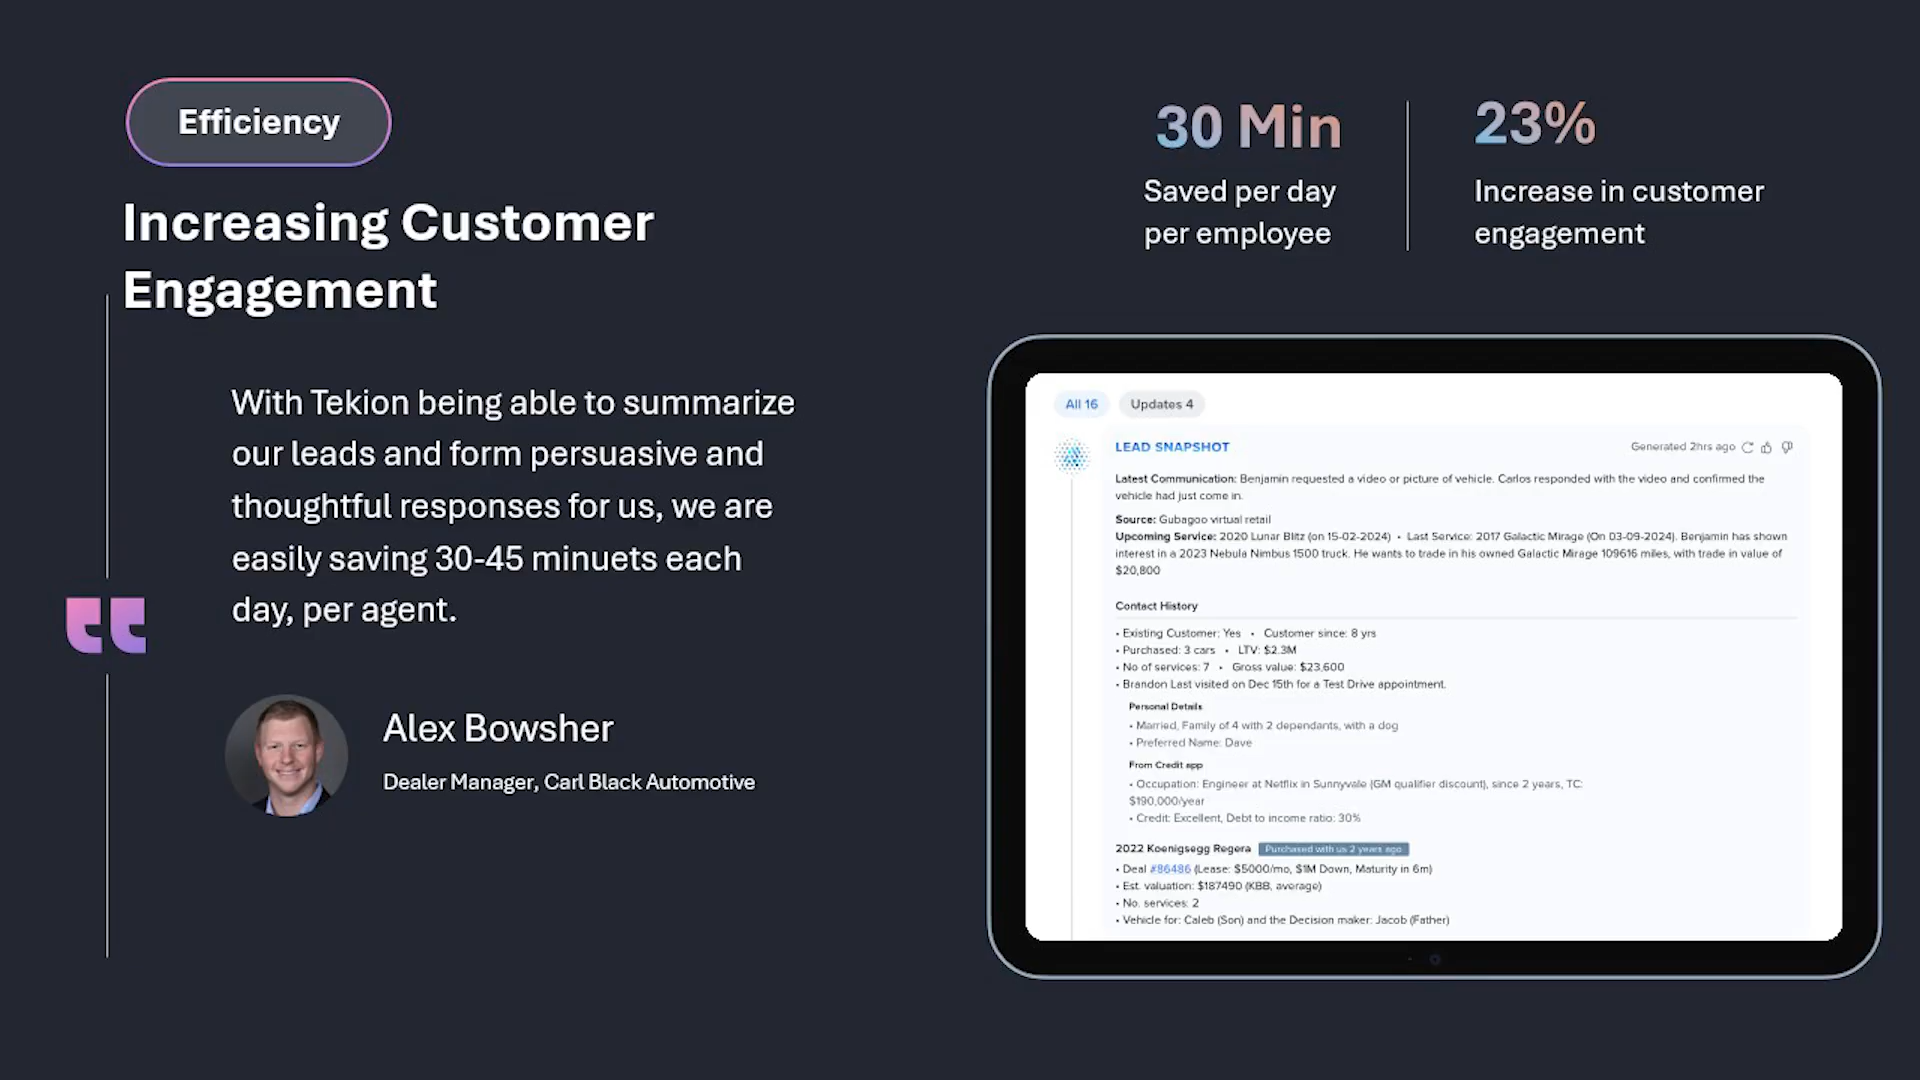 Efficiency
Increasing Customer
Engagement
With Tekion being able to summarize
our leads and form persuasive and
thoughtful responses for us, we are
easily saving 30-45 minuets each
day, per agent.
Alex Bowsher
Dealer Manager, Carl Black Automotive
30 Min
Saved per day
per employee
23%
Increase in customer
engagement
All 16
Updates 4
LEAD SNAPSHOT
Generated 2hrs ago
Latest Communication: Benjamin requested a video or picture of vehicle. Carlos responded with the video and confirmed the
vehicle had just come in.
Source: Gubagoo virtual retail
Upcoming Service: 2020 Lunar Blitz (on 15-02-2024) • Last Service: 2017 Galactic Mirage (On 03-09-2024). Benjamin has shown
interest in a 2023 Nebula Nimbus 1500 truck. He wants to trade in his owned Galactic Mirage 109616 miles, with trade in value of
$20,800
Contact History
• Existing Customer: Yes • Customer since: 8 yrs
• Purchased: 3 cars • LTV: $2.3M
• No of services: 7 • Gross value: $23,600
• Brandon Last visited on Dec 15th for a Test Drive appointment.
Personal Details
• Married, Family of 4 with 2 dependants, with a dog
• Preferred Name: Dave
From Credit app
• Occupation: Engineer at Netflix in Sunnyvale (GM qualifier discount), since 2 years, TC:
$190,000/year
• Credit: Excellent, Debt to income ratio: 30%
2022 Koenigsegg Regera Purchased with us 2 years ago
• Deal #86486 (Lease: $5000/mo, $1M Down, Maturity in 6m)
• Est. valuation: $187490 (KBB, average)
• No. services: 2
• Vehicle for: Caleb (Son) and the Decision maker: Jacob (Father)